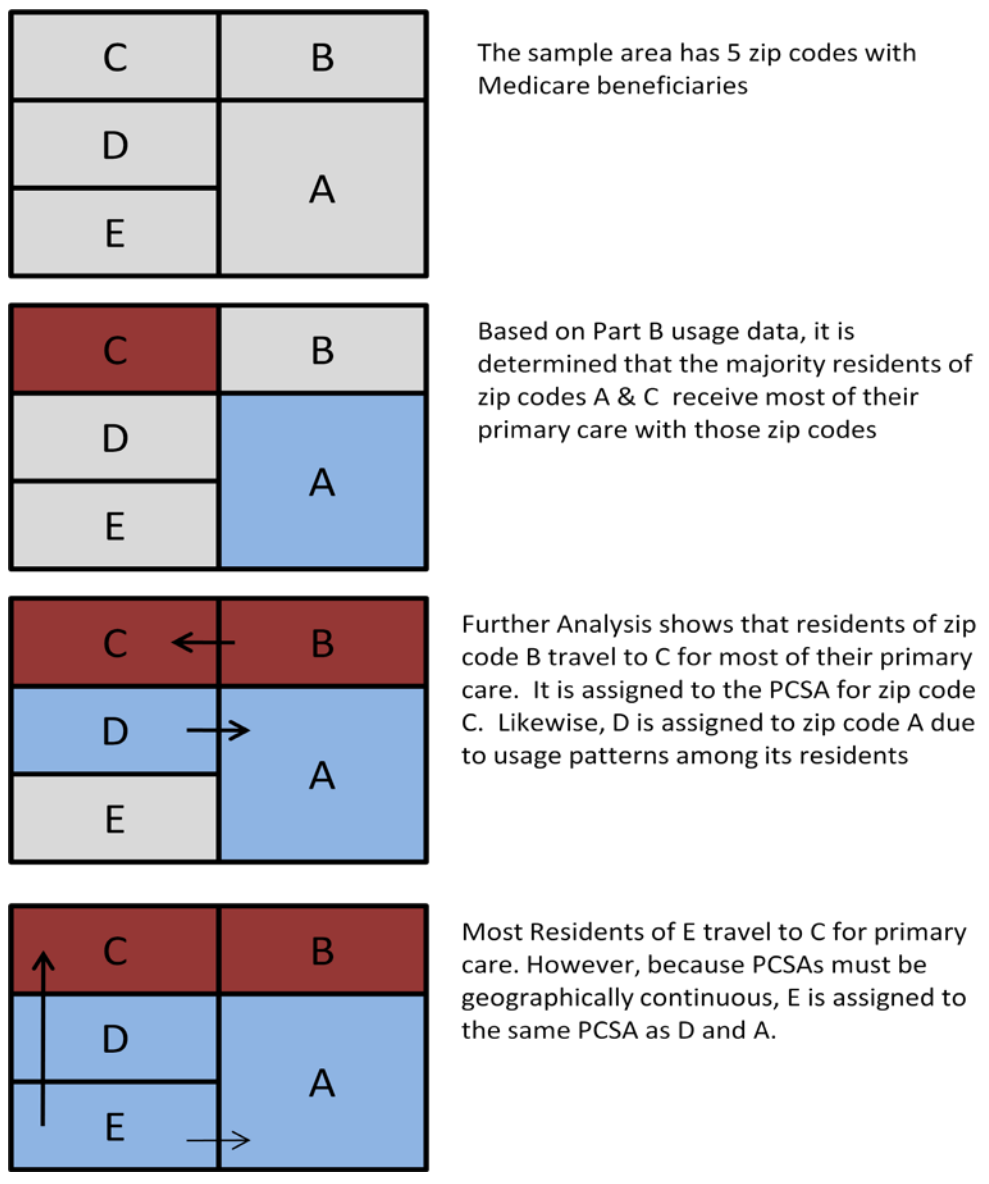 C
B
D
A
E
The sample area has 5 zip codes with
Medicare beneficiaries
C
B
D
A
E
Based on Part B usage data, it is
determined that the majority residents of
zip codes A & C  receive most of their
primary care with those zip codes
C
B
D
A
E
Further Analysis shows that residents of zip
code B travel to C for most of their primary
care.  It is assigned to the PCSA for zip code
C. Likewise, D is assigned to zip code A due
to usage patterns among its residents
C
B
D
A
E
Most Residents of E travel to C for primary
care. However, because PCSAs must be
geographically continuous, E is assigned to
the same PCSA as D and A.